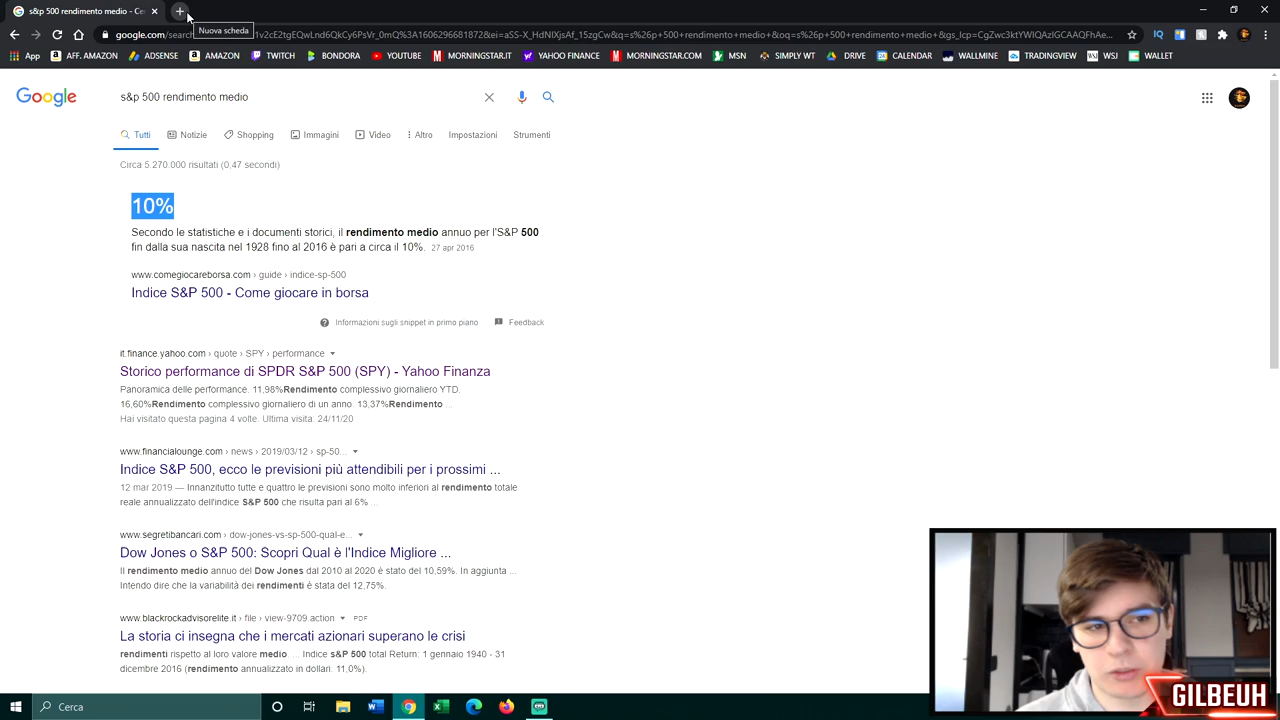 s&p 500 rendimento medio - Ce
Nuova scheda
App
AFF. AMAZON
ADSENSE
AMAZON
TWITCH
BONDORA
YOUTUBE
MORNINGSTAR.IT
YAHOO FINANCE
MORNINGSTAR.COM
MSN
SIMPLY WT
DRIVE
CALENDAR
WALLMINE
TRADINGVIEW
WSJ
WALLET
Google
s&p 500 rendimento medio
Tutti
Notizie
Shopping
Immagini
Video
Altro
Impostazioni
Strumenti
Circa 5.270.000 risultati (0,47 secondi)
10%
Secondo le statistiche e i documenti storici, il rendimento medio annuo per l'S&P 500
fin dalla sua nascita nel 1928 fino al 2016 è pari a circa il 10%. 27 apr 2016
www.comegiocareborsa.com › guide › indice-sp-500
Indice S&P 500 - Come giocare in borsa
Informazioni sugli snippet in primo piano
Feedback
it.finance.yahoo.com › quote › SPY › performance
Storico performance di SPDR S&P 500 (SPY) - Yahoo Finanza
Panoramica delle performance. 11,98%Rendimento complessivo giornaliero YTD.
16,60%Rendimento complessivo giornaliero di un anno. 13,37%Rendimento ...
Hai visitato questa pagina 4 volte. Ultima visita: 24/11/20
www.financialounge.com › news › 2019/03/12 › sp-50...
Indice S&P 500, ecco le previsioni più attendibili per i prossimi ...
12 mar 2019 — Innanzitutto tutte e quattro le previsioni sono molto inferiori al rendimento totale
reale annualizzato dell'indice S&P 500 che risulta pari al 6% ...
www.segretibancari.com › dow-jones-vs-sp-500-qual-e...
Dow Jones o S&P 500: Scopri Qual è l'Indice Migliore ...
Il rendimento medio annuo del Dow Jones dal 2010 al 2020 è stato del 10,59%. In aggiunta ...
Intendo dire che la variabilità dei rendimenti è stata del 12,75%.
www.blackrockadvisorelite.it › file › view-9709.action
PDF
La storia ci insegna che i mercati azionari superano le crisi
rendimenti rispetto al loro valore medio. ... Indice s&P 500 total Return: 1 gennaio 1940 - 31
dicembre 2016 (rendimento annualizzato in dollari: 11,0%).
GILBEUH
Cerca